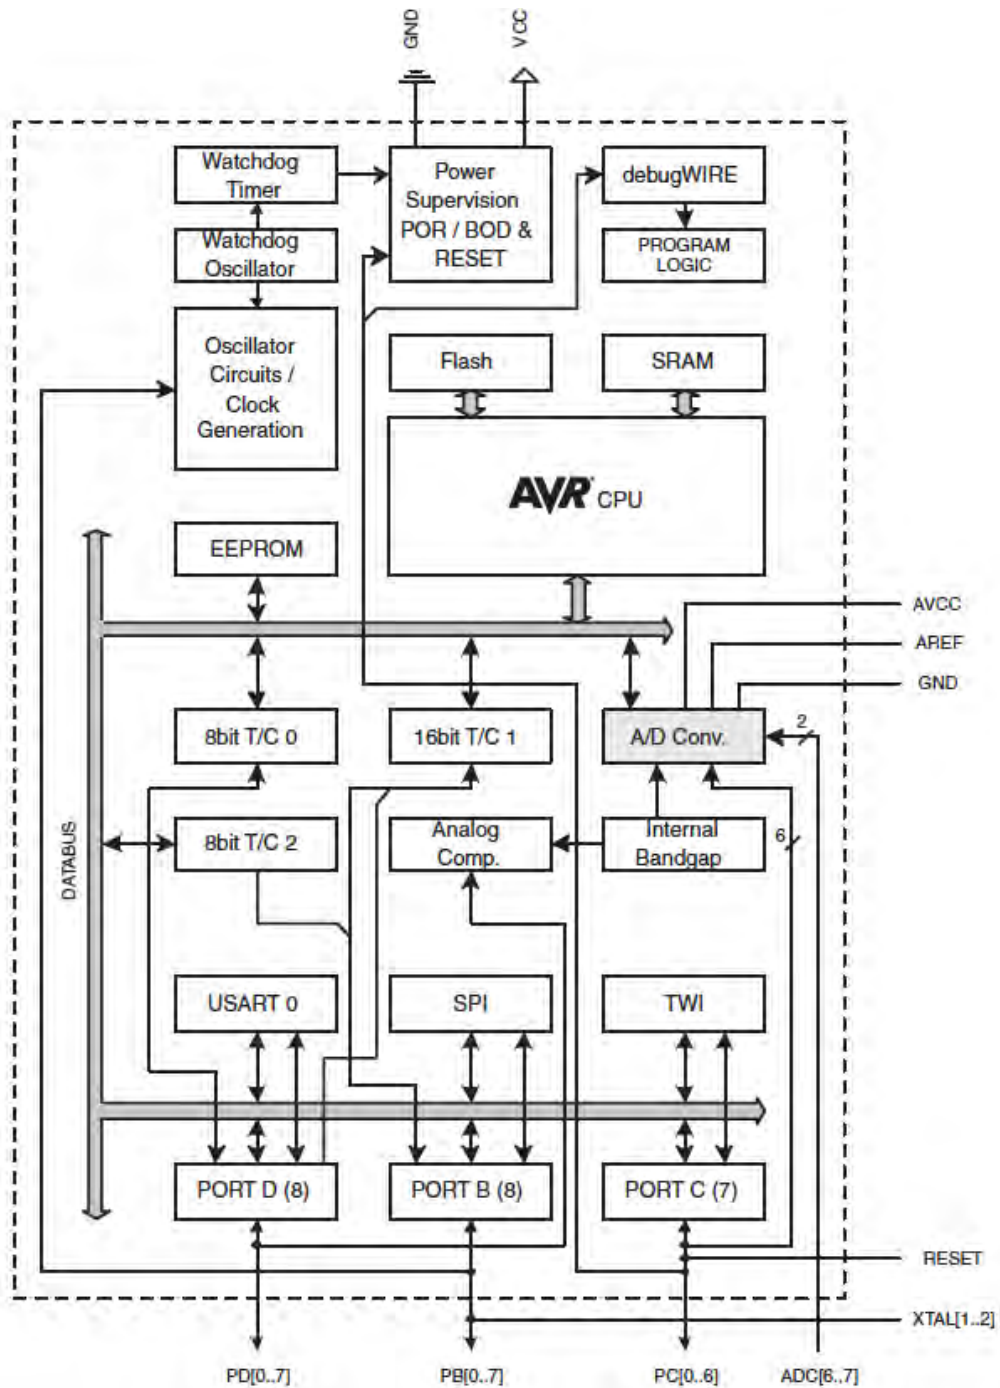 GND
VCC
Watchdog
Timer
Power
Supervision
POR / BOD &
RESET
debugWIRE
Watchdog
Oscillator
PROGRAM
LOGIC
Oscillator
Circuits /
Clock
Generation
Flash
SRAM
AVR CPU
EEPROM
AVCC
AREF
GND
8bit T/C 0
16bit T/C 1
A/D Conv.
2
DATABUS
8bit T/C 2
Analog
Comp.
Internal
Bandgap
6
USART 0
SPI
TWI
PORT D (8)
PORT B (8)
PORT C (7)
RESET
XTAL[1..2]
PD[0..7]
PB[0..7]
PC[0..6]
ADC[6..7]